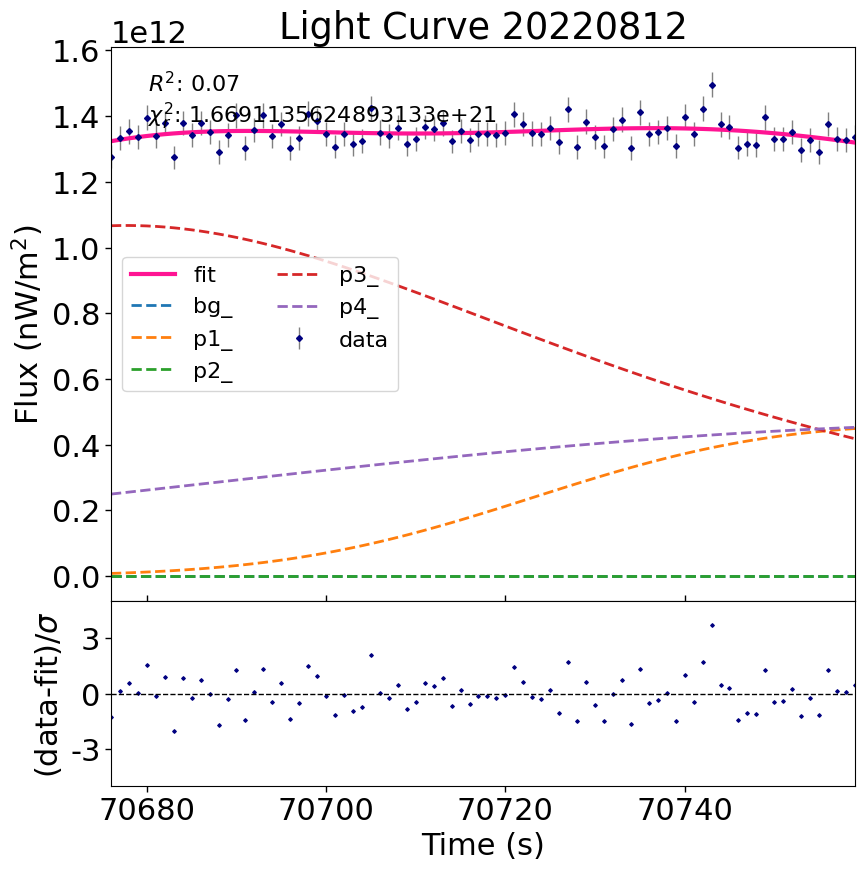 Light Curve 20220812
1e12
R²: 0.07
χ²: 1.6691135624893133e+21
1.6
1.4
1.2
1.0
0.8
0.6
0.4
0.2
0.0
Flux (nW/m²)
fit
bg_
p1_
p2_
p3_
p4_
data
3
0
-3
(data-fit)/σ
70680 70700 70720 70740
Time (s)